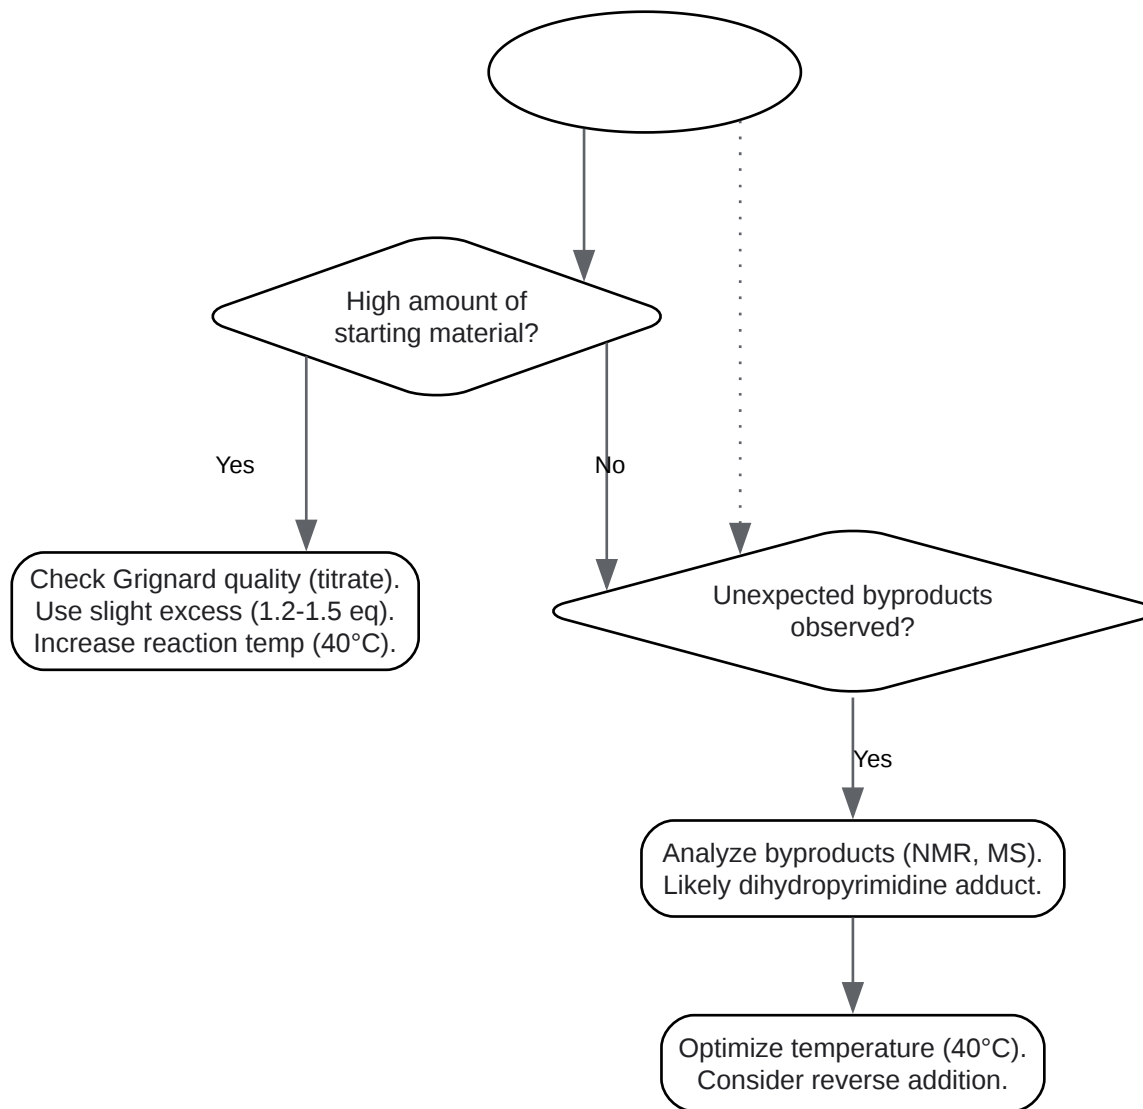 High amount of
starting material?
Yes
No
Check Grignard quality (titrate).
Use slight excess (1.2-1.5 eq).
Increase reaction temp (40°C).
Unexpected byproducts
observed?
Yes
Analyze byproducts (NMR, MS).
Likely dihydropyrimidine adduct.
Optimize temperature (40°C).
Consider reverse addition.